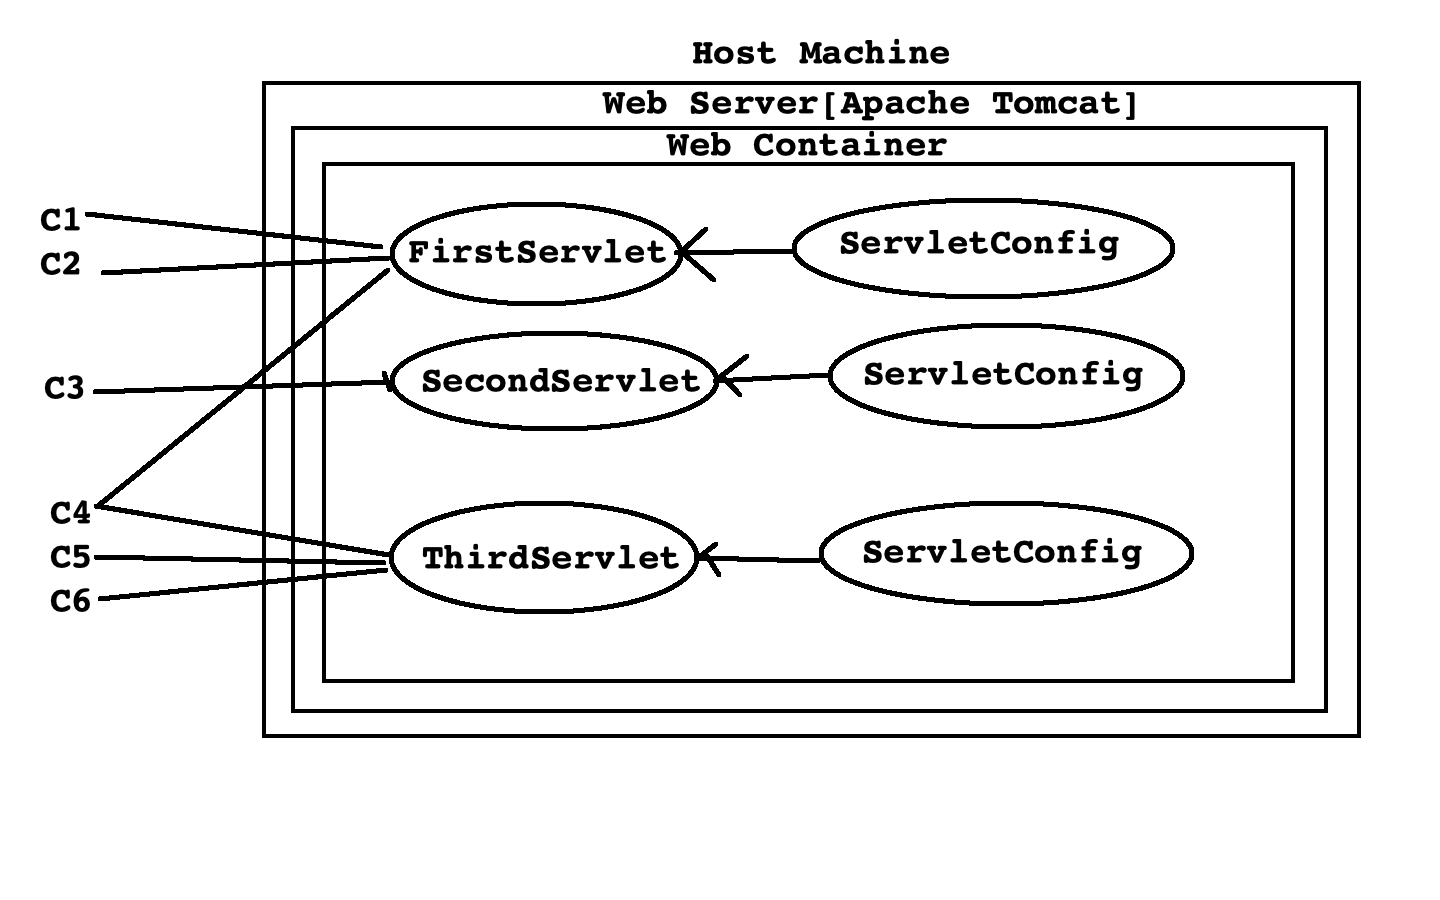 Host Machine
Web Server[Apache Tomcat]
Web Container
C1
C2
FirstServlet
ServletConfig
C3
SecondServlet
ServletConfig
C4
C5
C6
ThirdServlet
ServletConfig